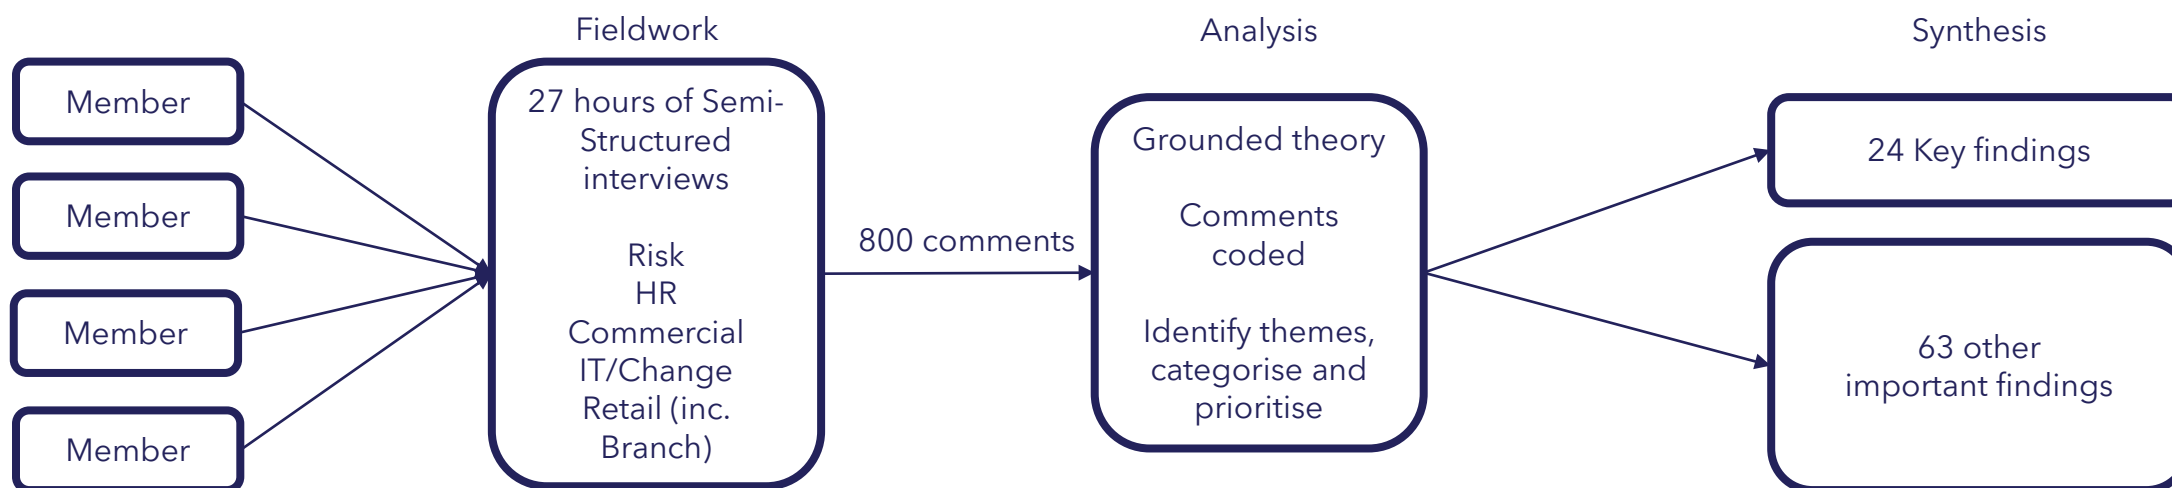 Fieldwork
Analysis
Synthesis
Member
Member
Member
Member
27 hours of Semi-
Structured
interviews
Risk
HR
Commercial
IT/Change
Retail (inc.
Branch)
800 comments
Grounded theory
Comments
coded
Identify themes,
categorise and
prioritise
24 Key findings
63 other
important findings